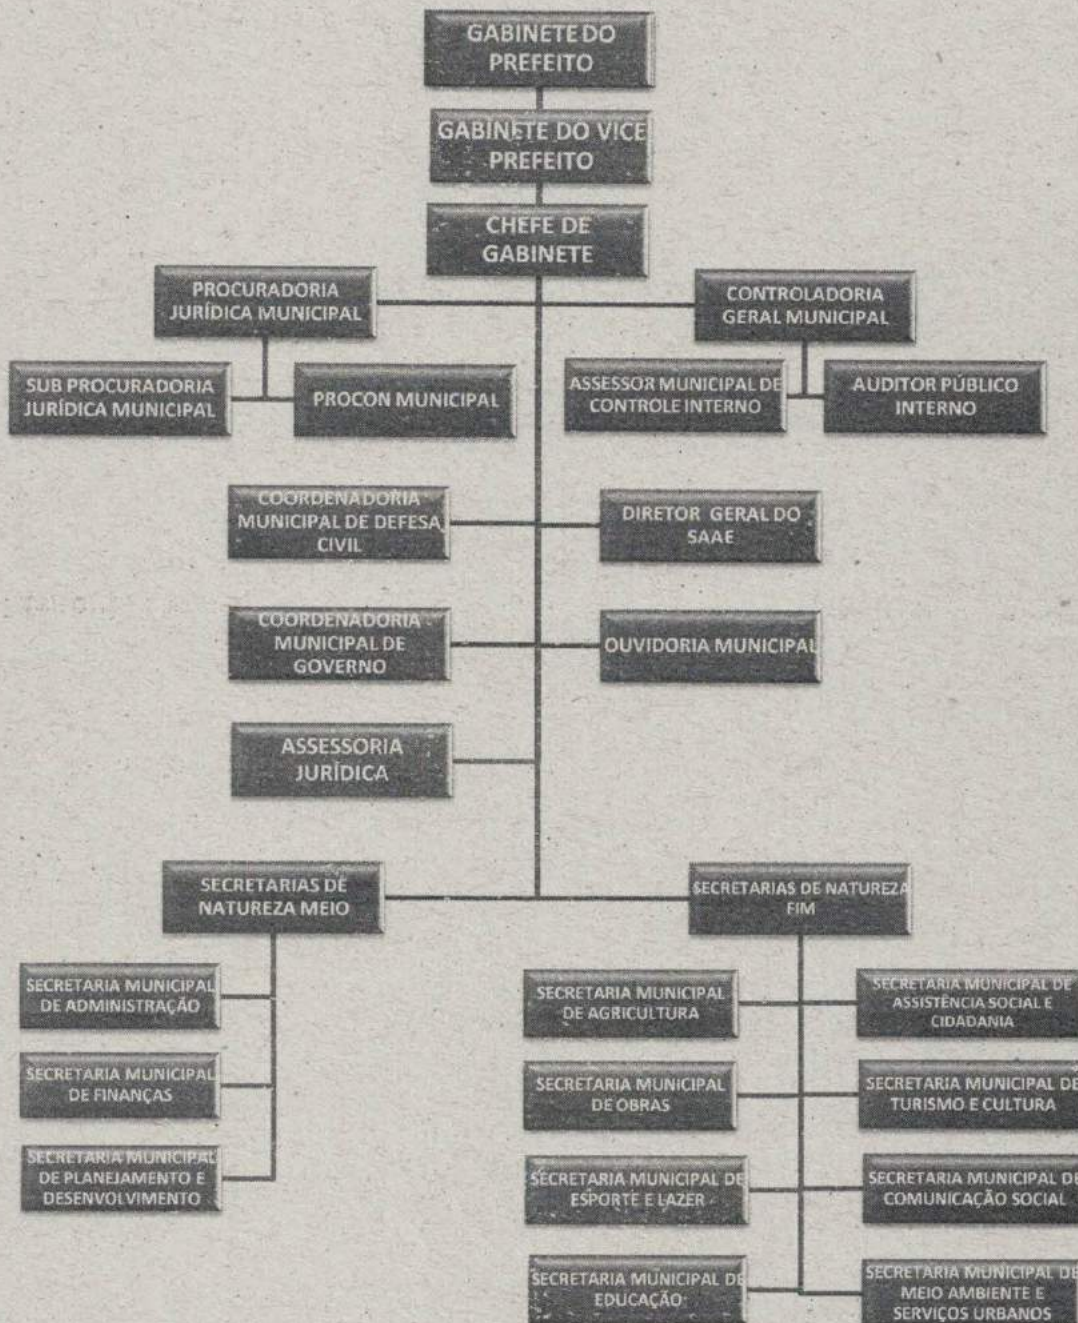 GABINETE DO
PREFEITO
GABINETE DO VICE
PREFEITO
CHEFE DE
GABINETE
PROCURADORIA
JURÍDICA MUNICIPAL
CONTROLADORIA
GERAL MUNICIPAL
SUB PROCURADORIA
JURÍDICA MUNICIPAL
PROCON MUNICIPAL
ASSESSOR MUNICIPAL DE
CONTROLE INTERNO
AUDITOR PÚBLICO
INTERNO
COORDENADORIA
MUNICIPAL DE DEFESA
CIVIL
DIRETOR GERAL DO
SAAE
COORDENADORIA
MUNICIPAL DE
GOVERNO
OUVIDORIA MUNICIPAL
ASSESSORIA
JURÍDICA
SECRETARIAS DE
NATUREZA MEIO
SECRETARIAS DE NATUREZA
FIM
SECRETARIA MUNICIPAL
DE ADMINISTRAÇÃO
SECRETARIA MUNICIPAL
DE FINANÇAS
SECRETARIA MUNICIPAL
DE PLANEJAMENTO E
DESENVOLVIMENTO
SECRETARIA MUNICIPAL
DE AGRICULTURA
SECRETARIA MUNICIPAL DE
ASSISTÊNCIA SOCIAL E
CIDADANIA
SECRETARIA MUNICIPAL
DE OBRAS
SECRETARIA MUNICIPAL DE
TURISMO E CULTURA
SECRETARIA MUNICIPAL DE
ESPORTE E LAZER
SECRETARIA MUNICIPAL DE
COMUNICAÇÃO SOCIAL
SECRETARIA MUNICIPAL DE
EDUCAÇÃO
SECRETARIA MUNICIPAL DE
MEIO AMBIENTE E
SERVIÇOS URBANOS